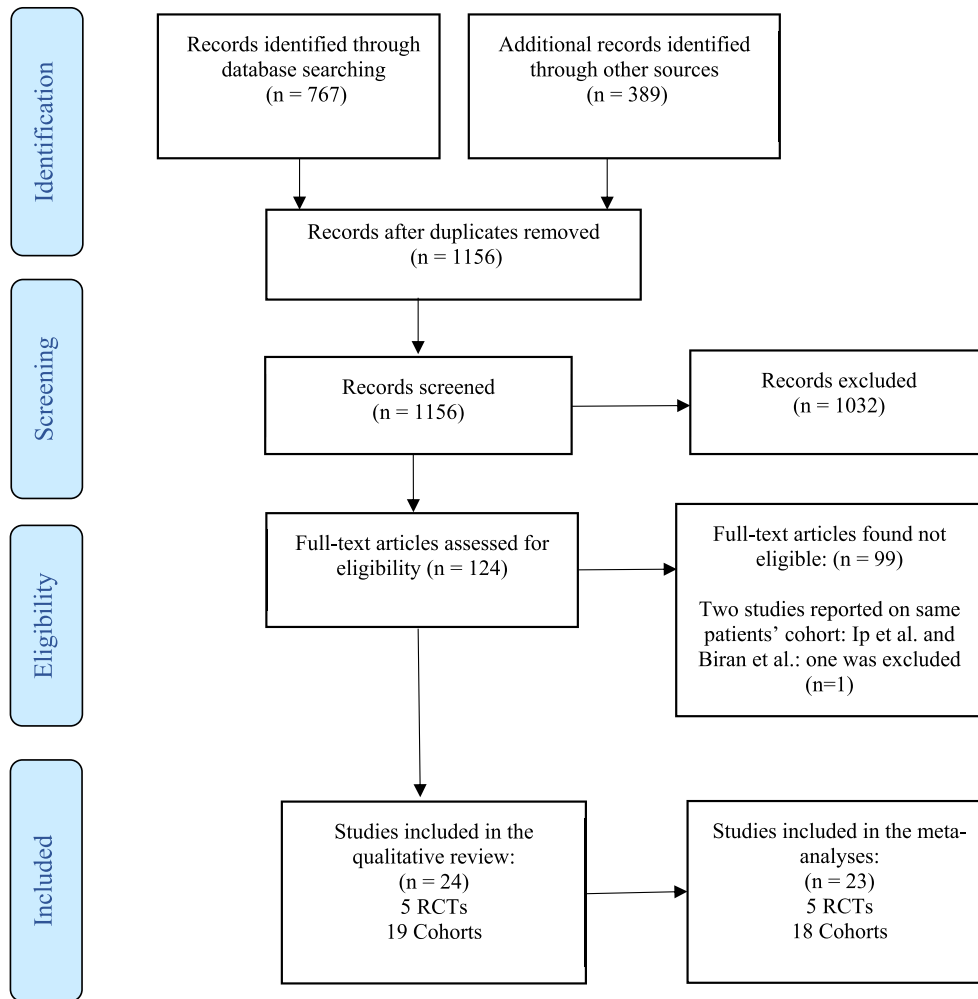 Identification
Records identified through
database searching
(n = 767)
Additional records identified
through other sources
(n = 389)
Records after duplicates removed
(n = 1156)
Screening
Records screened
(n = 1156)
Records excluded
(n = 1032)
Eligibility
Full-text articles assessed for
eligibility (n = 124)
Full-text articles found not
eligible: (n = 99)
Two studies reported on same
patients’ cohort: Ip et al. and
Biran et al.: one was excluded
(n=1)
Included
Studies included in the
qualitative review:
(n = 24)
5 RCTs
19 Cohorts
Studies included in the meta-
analyses:
(n = 23)
5 RCTs
18 Cohorts